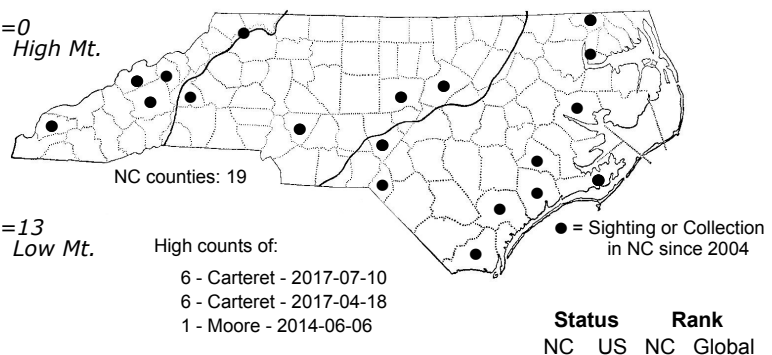 =0
High Mt.
NC counties: 19
=13
Low Mt.
High counts of:
6 - Carteret - 2017-07-10
6 - Carteret - 2017-04-18
1 - Moore - 2014-06-06
● = Sighting or Collection
in NC since 2004
Status Rank
NC US NC Global